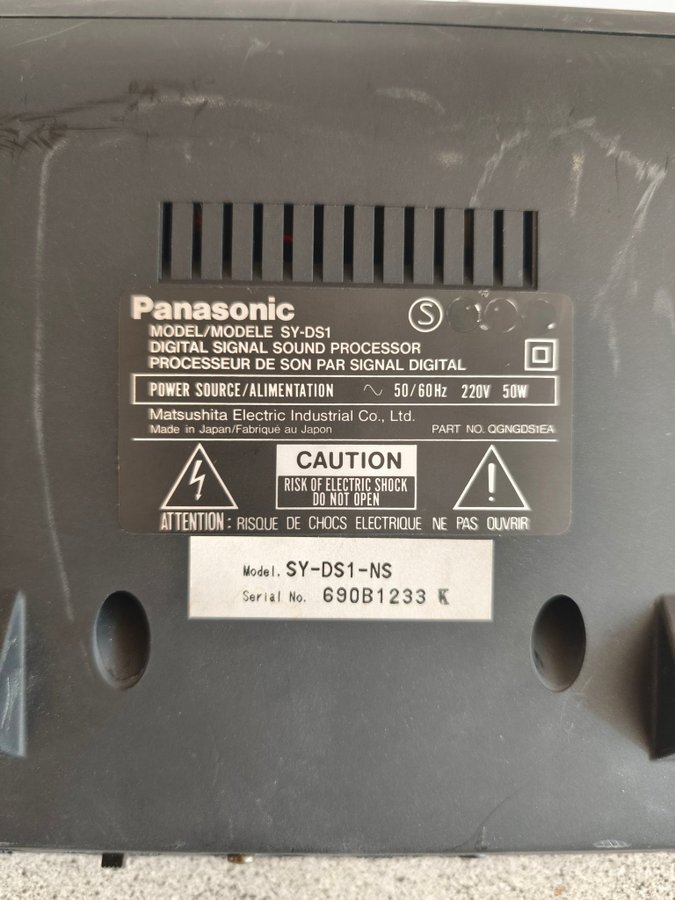 Panasonic
S
MODEL/MODELE SY-DS1
DIGITAL SIGNAL SOUND PROCESSOR
PROCESSEUR DE SON PAR SIGNAL DIGITAL
POWER SOURCE/ALIMENTATION ∿ 50/60Hz 220V 50W
Matsushita Electric Industrial Co., Ltd.
Made in Japan/Fabriqué au Japon PART NO. QGNGDS1EA
CAUTION
RISK OF ELECTRIC SHOCK
DO NOT OPEN
ATTENTION: RISQUE DE CHOCS ELECTRIQUE NE PAS OUVRIR
Model. SY-DS1-NS
Serial No. 690B1233 K